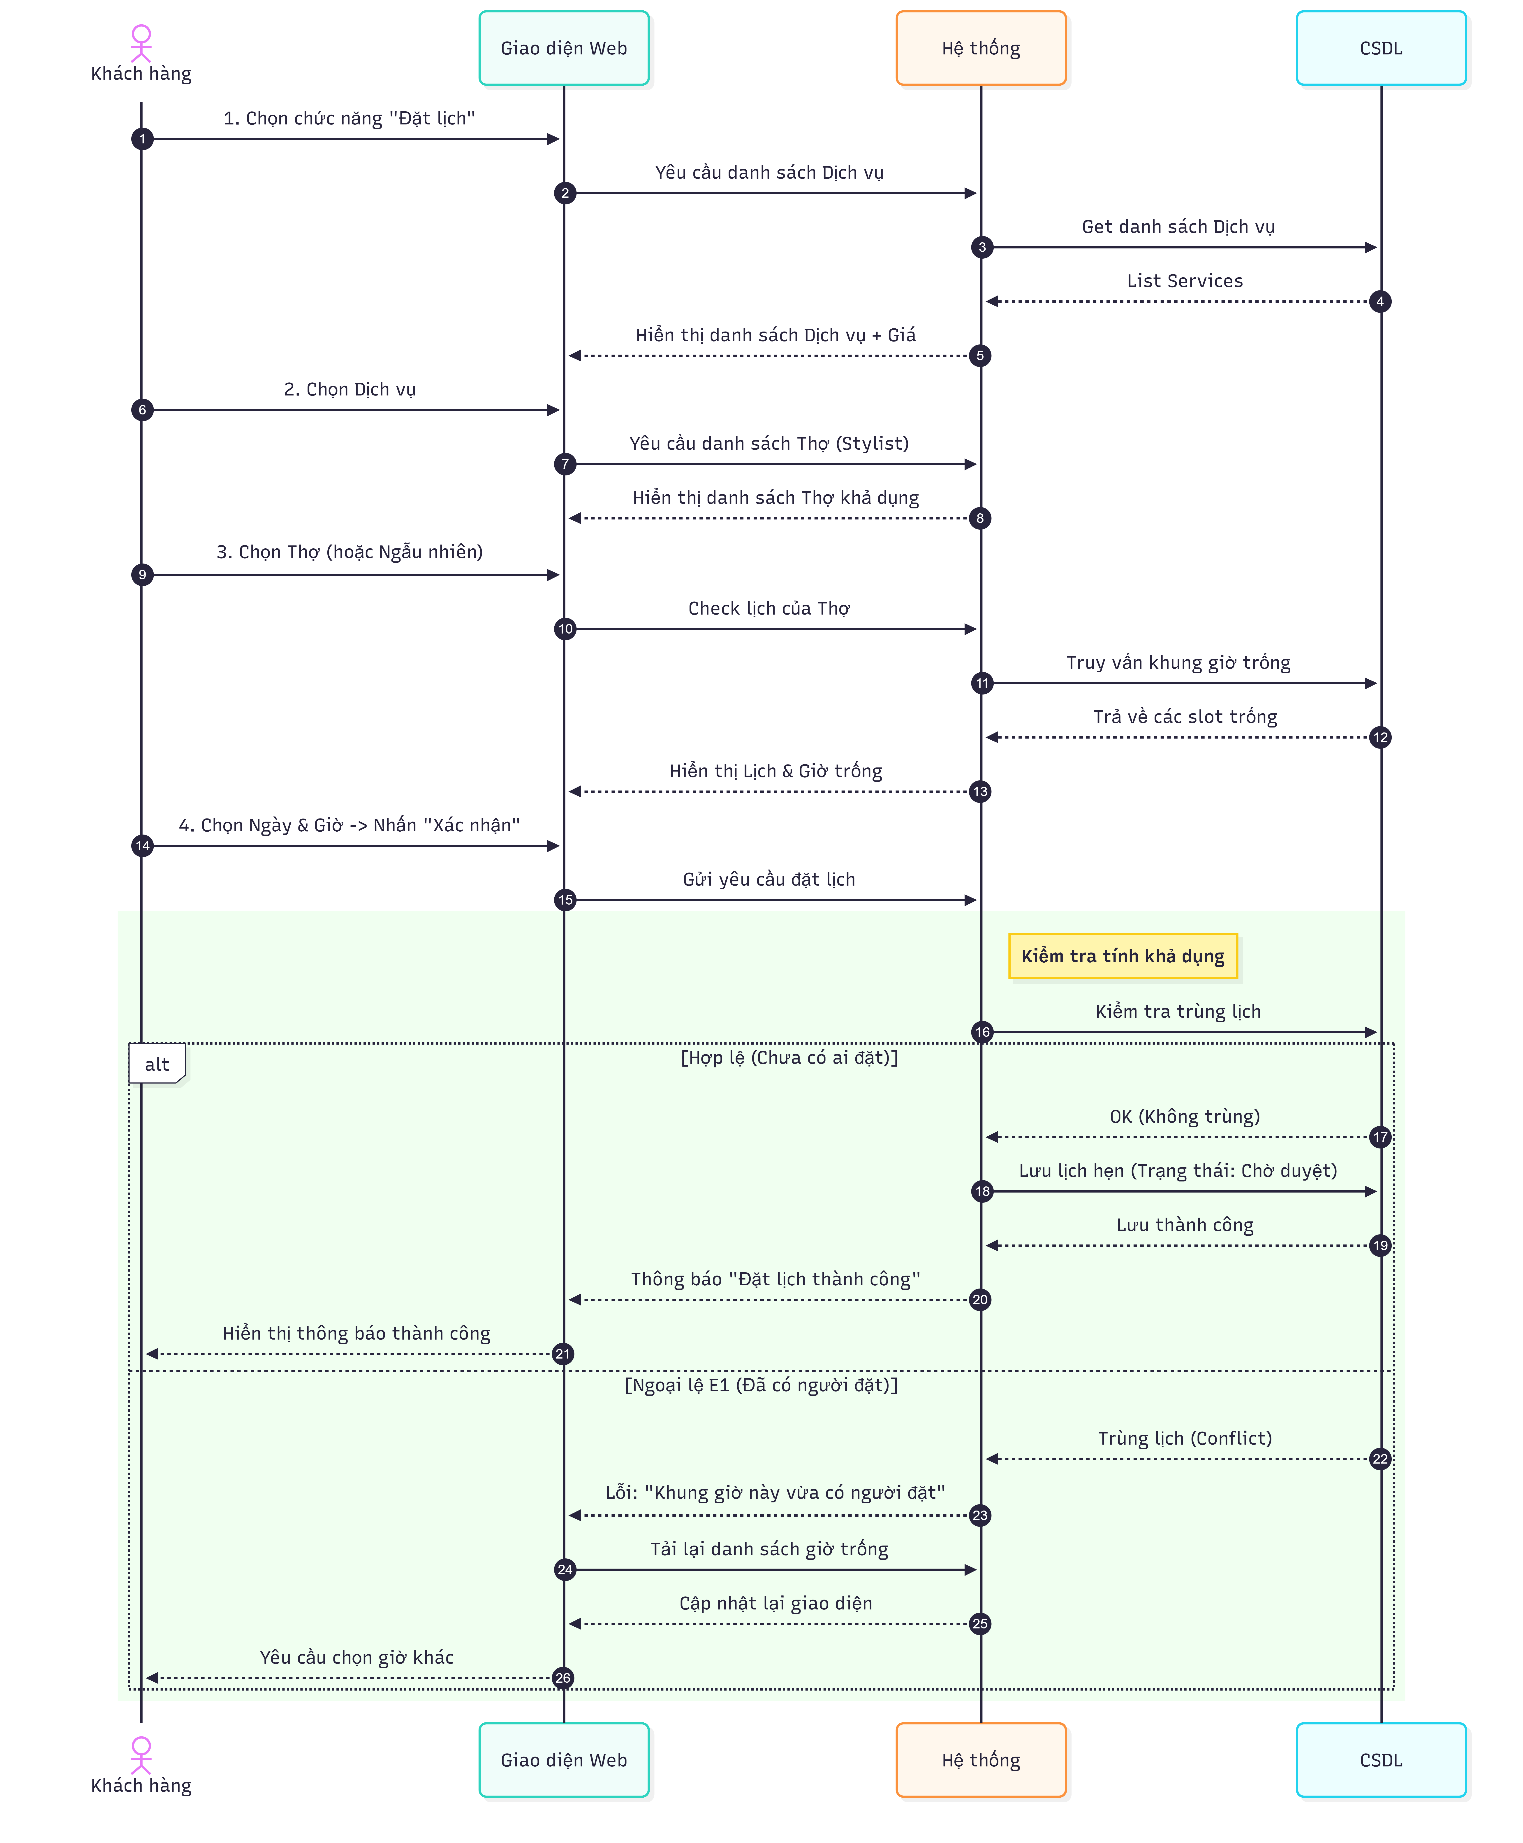 Khách hàng
Giao diện Web
Hệ thống
CSDL
1. Chọn chức năng "Đặt lịch"
1
Yêu cầu danh sách Dịch vụ
2
Get danh sách Dịch vụ
3
List Services
4
Hiển thị danh sách Dịch vụ + Giá
5
2. Chọn Dịch vụ
6
Yêu cầu danh sách Thợ (Stylist)
7
Hiển thị danh sách Thợ khả dụng
8
3. Chọn Thợ (hoặc Ngẫu nhiên)
9
Check lịch của Thợ
10
Truy vấn khung giờ trống
11
Trả về các slot trống
12
Hiển thị Lịch & Giờ trống
13
4. Chọn Ngày & Giờ -> Nhấn "Xác nhận"
14
Gửi yêu cầu đặt lịch
15
Kiểm tra tính khả dụng
Kiểm tra trùng lịch
16
alt
[Hợp lệ (Chưa có ai đặt)]
OK (Không trùng)
17
Lưu lịch hẹn (Trạng thái: Chờ duyệt)
18
Lưu thành công
19
Thông báo "Đặt lịch thành công"
20
Hiển thị thông báo thành công
21
[Ngoại lệ E1 (Đã có người đặt)]
Trùng lịch (Conflict)
22
Lỗi: "Khung giờ này vừa có người đặt"
23
Tải lại danh sách giờ trống
24
Cập nhật lại giao diện
25
Yêu cầu chọn giờ khác
26
Khách hàng
Giao diện Web
Hệ thống
CSDL